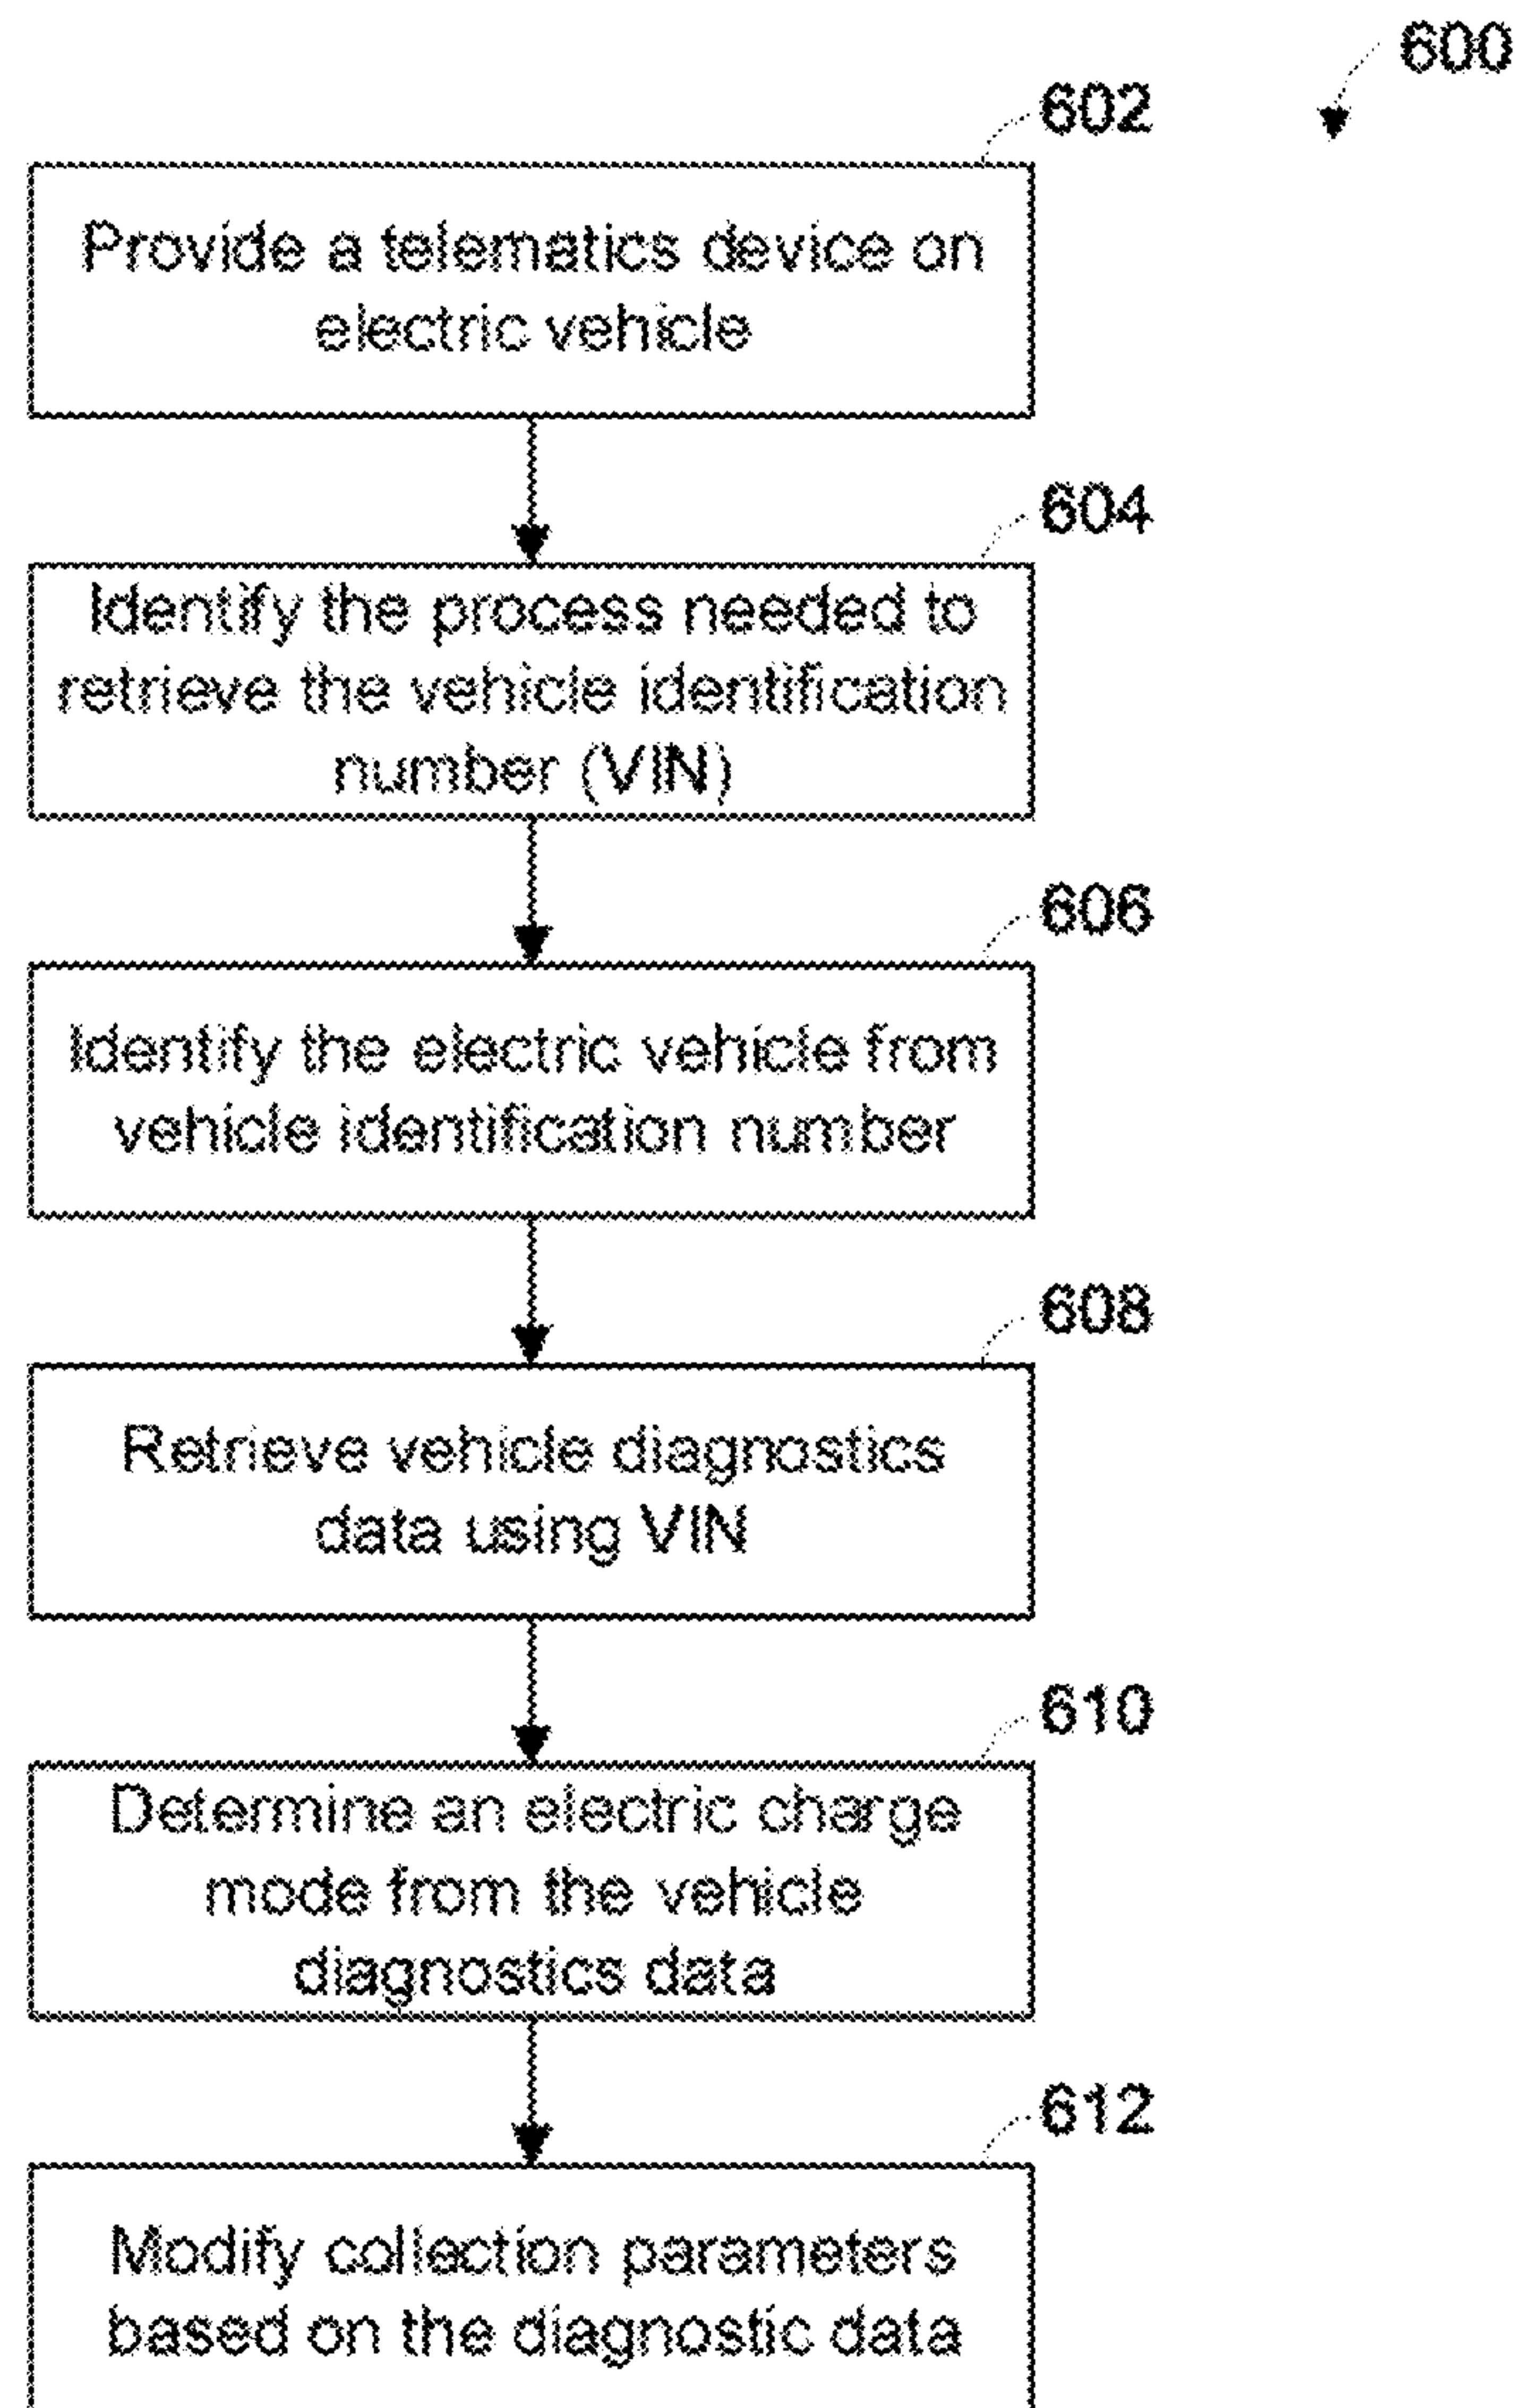 600
602
Provide a telematics device on
electric vehicle
604
Identify the process needed to
retrieve the vehicle identification
number (VIN)
606
Identify the electric vehicle from
vehicle identification number
608
Retrieve vehicle diagnostics
data using VIN
610
Determine an electric charge
mode from the vehicle
diagnostics data
612
Modify collection parameters
based on the diagnostic data